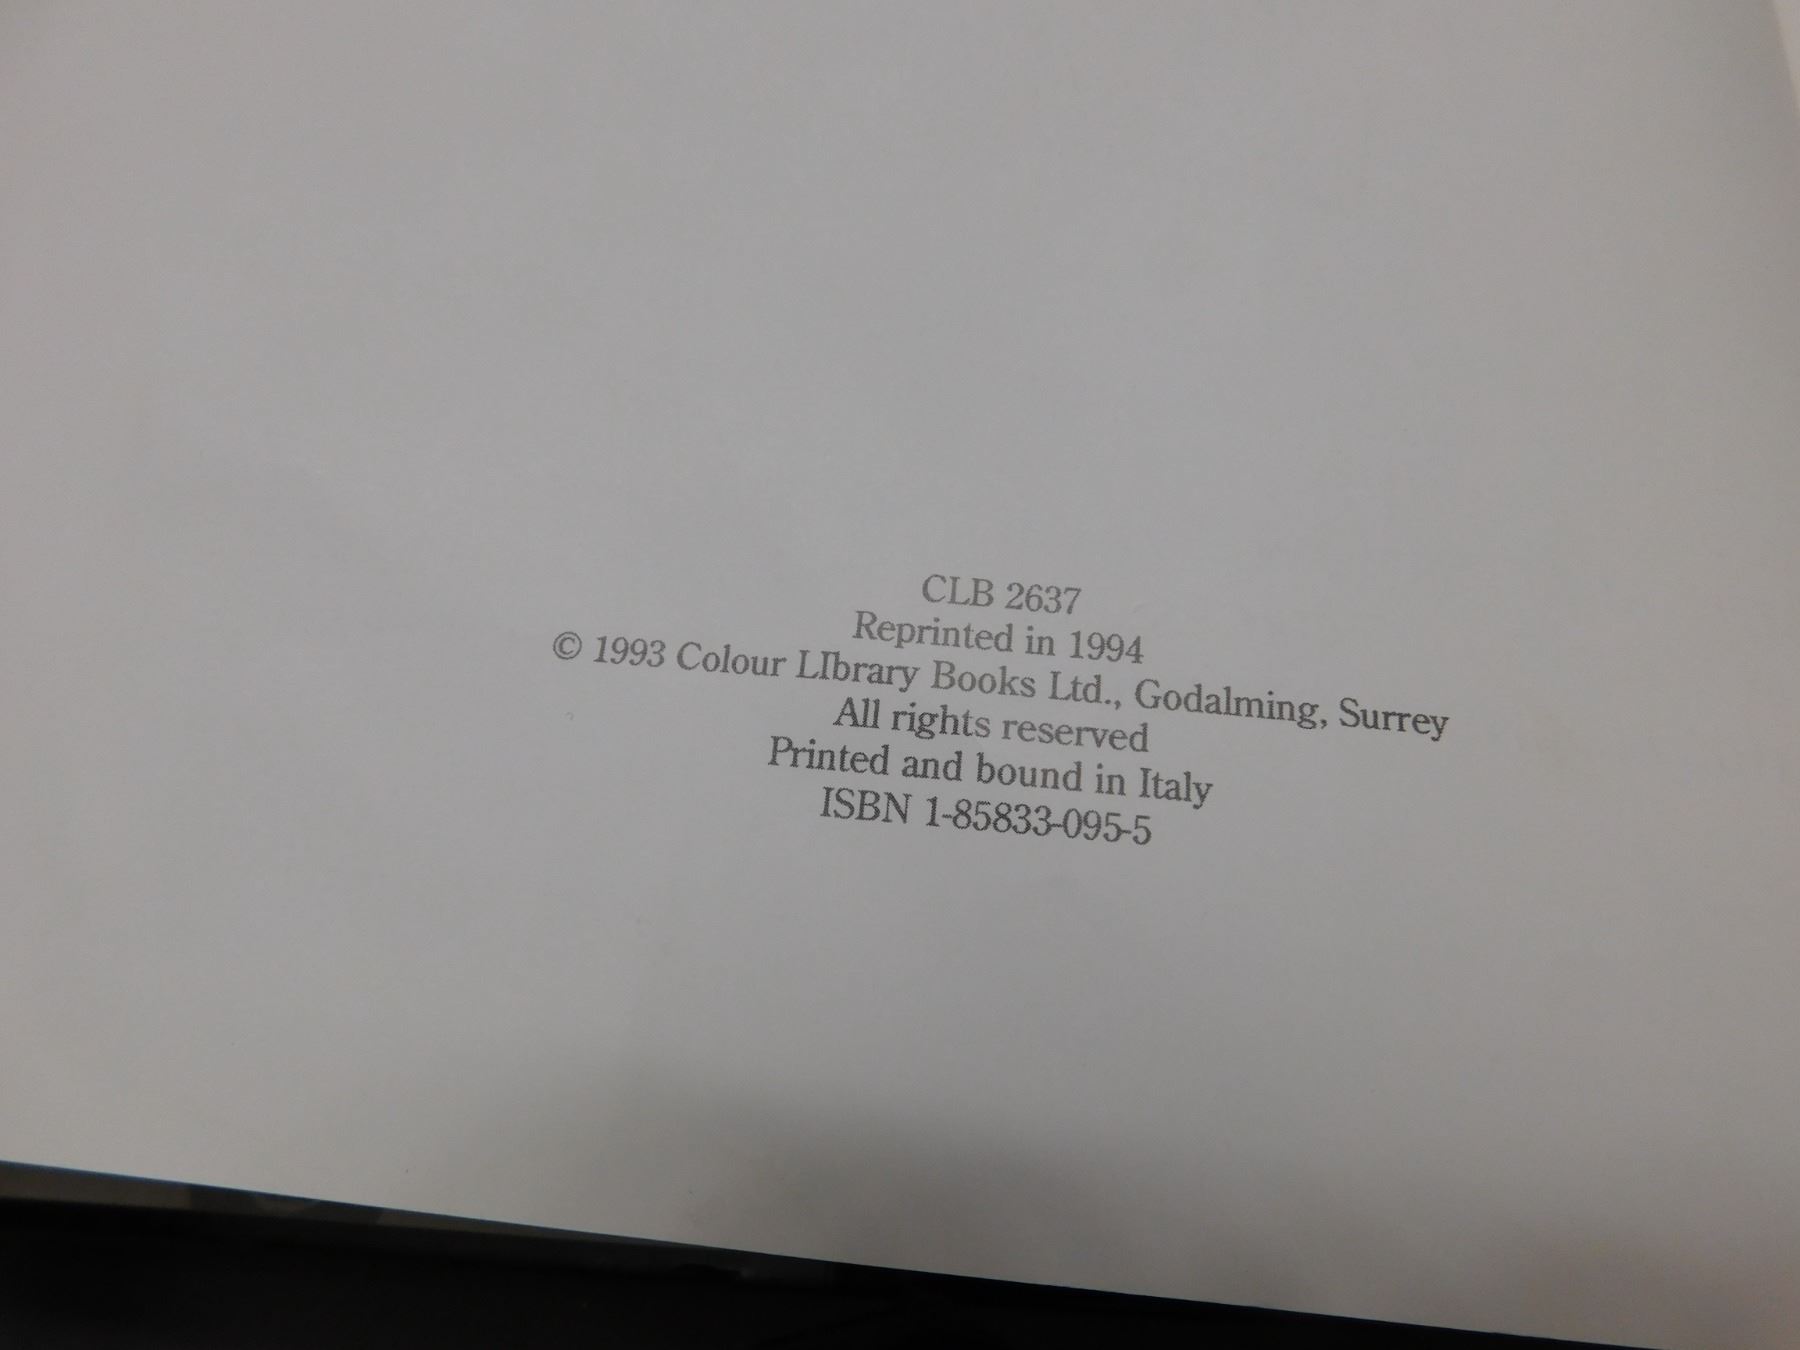 CLB 2637
Reprinted in 1994
© 1993 Colour LIbrary Books Ltd., Godalming, Surrey
All rights reserved
Printed and bound in Italy
ISBN 1-85833-095-5